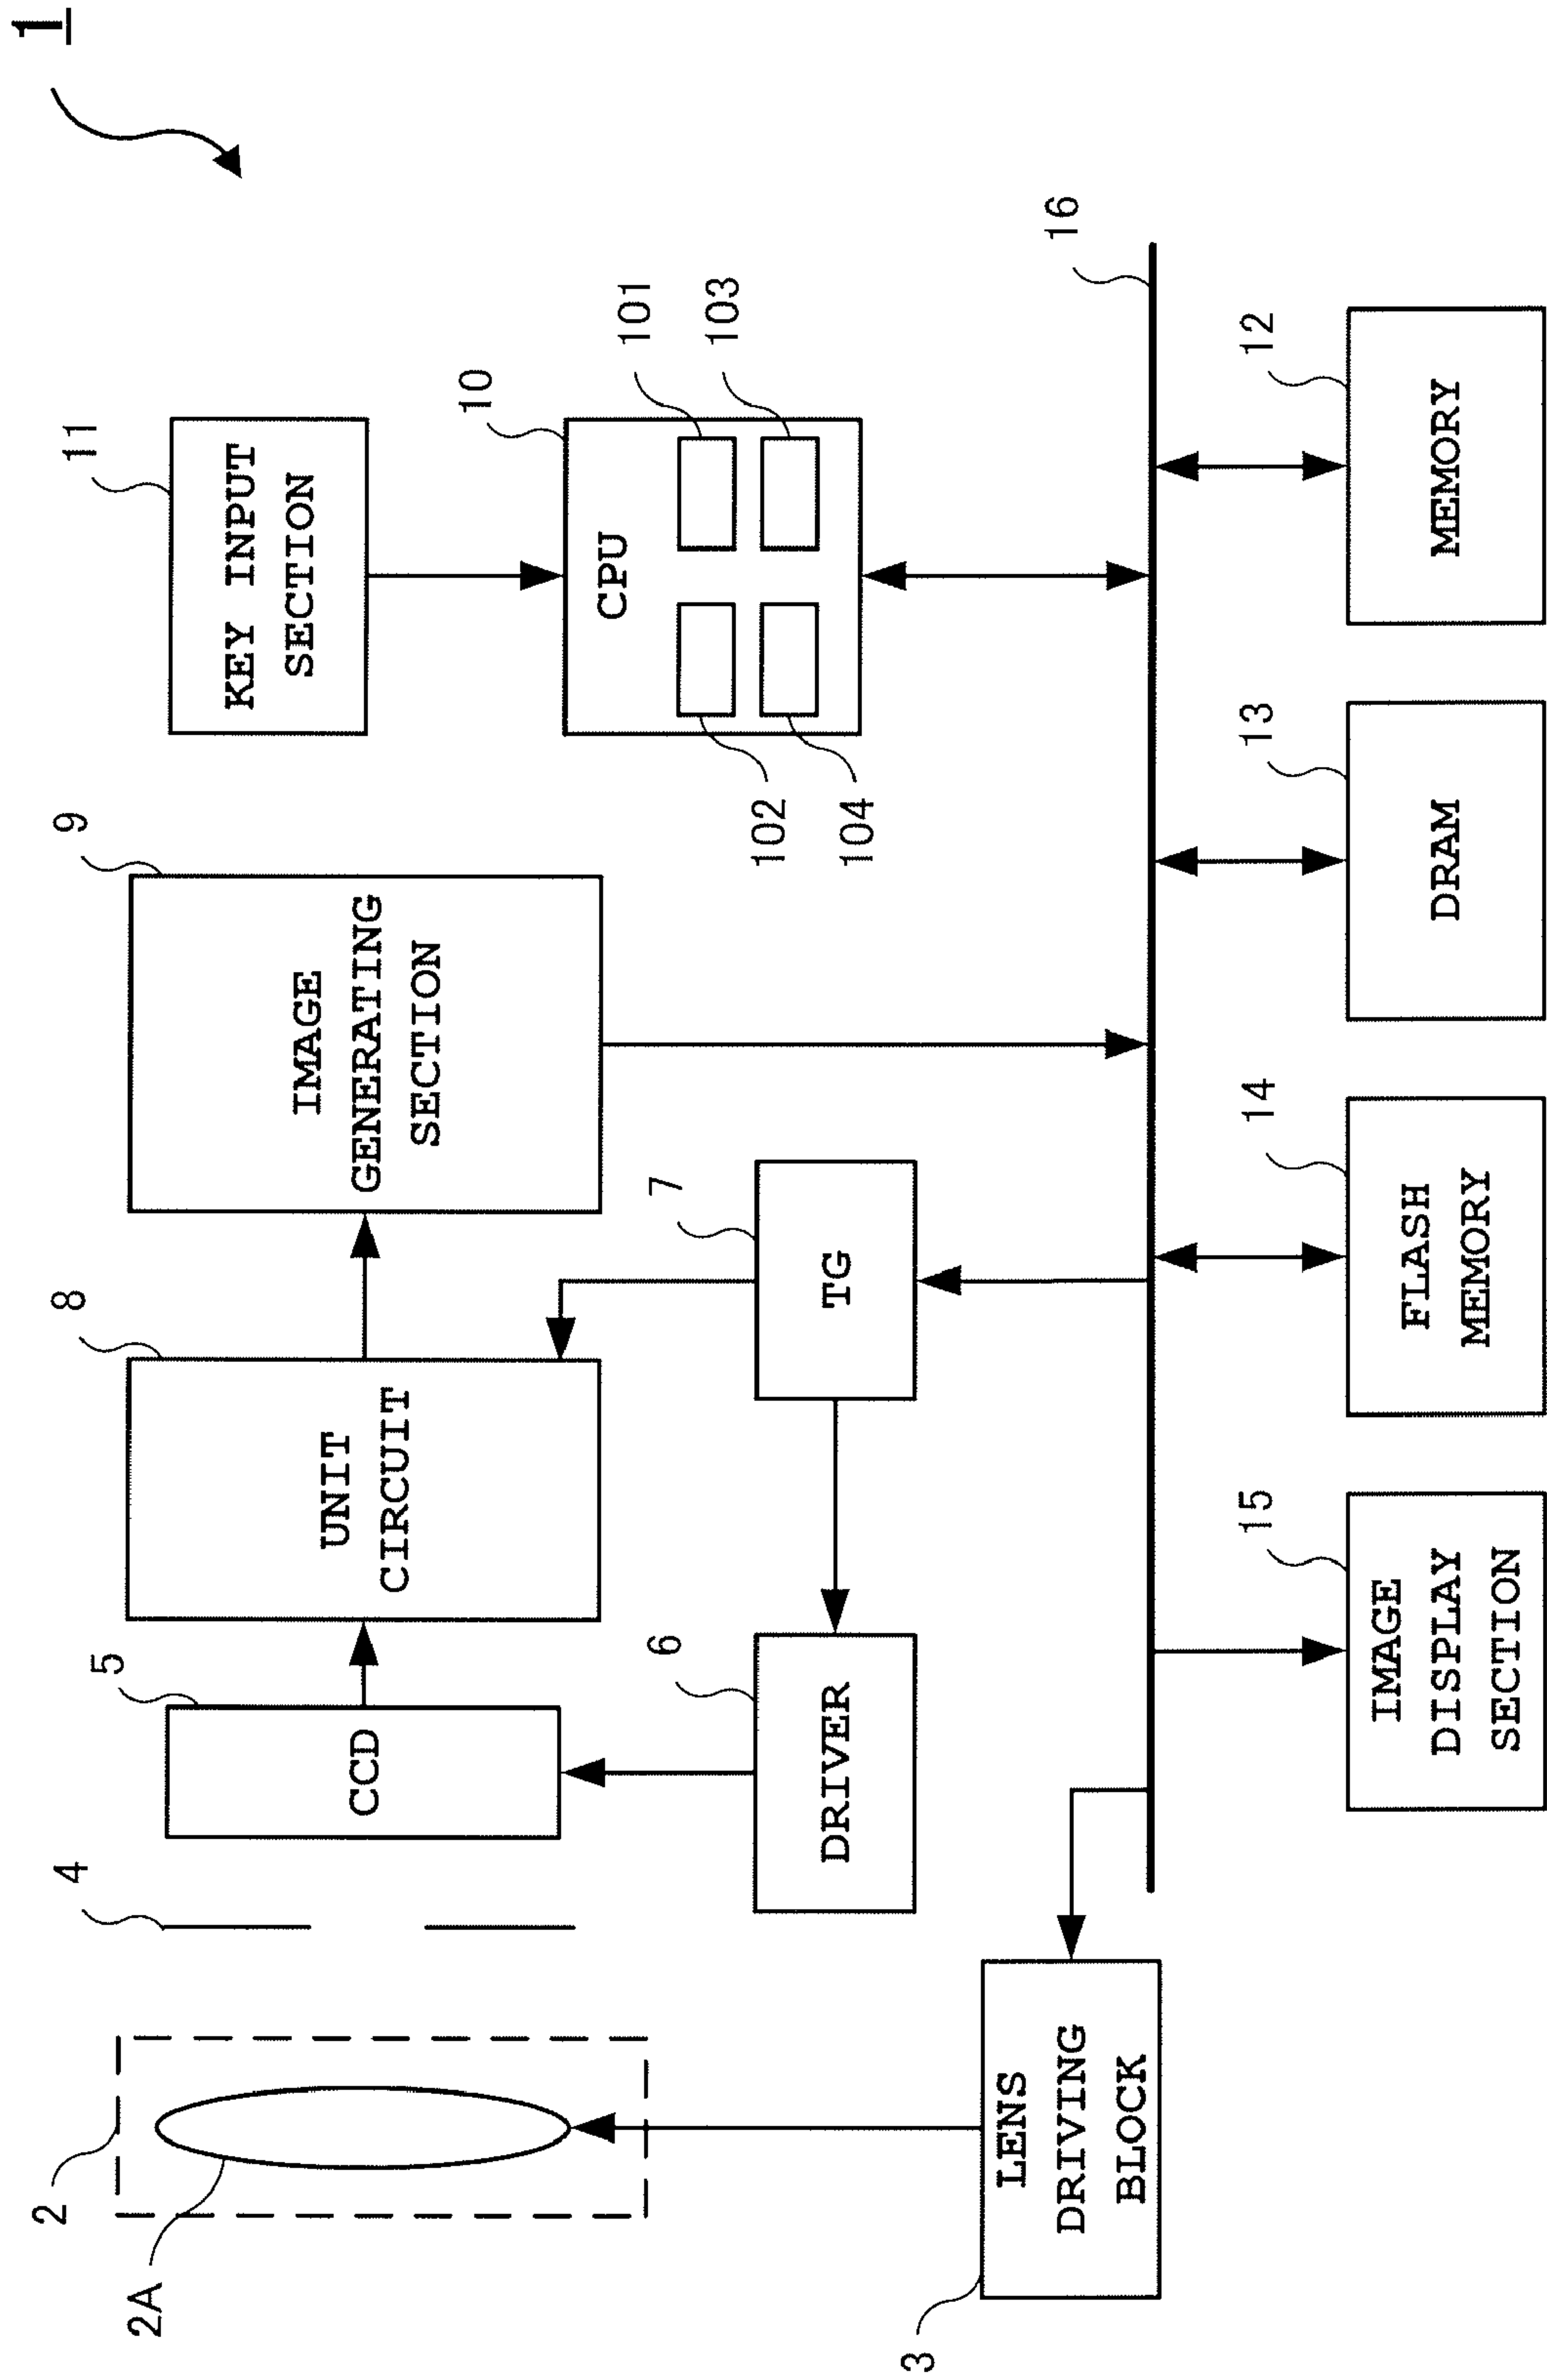 1
2
2A
3
LENS
DRIVING
BLOCK
4
5
CCD
6
DRIVER
7
TG
8
UNIT
CIRCUIT
9
IMAGE
GENERATING
SECTION
11
KEY INPUT
SECTION
10
CPU
101
102
103
104
16
15
IMAGE
DISPLAY
SECTION
14
FLASH
MEMORY
13
DRAM
12
MEMORY